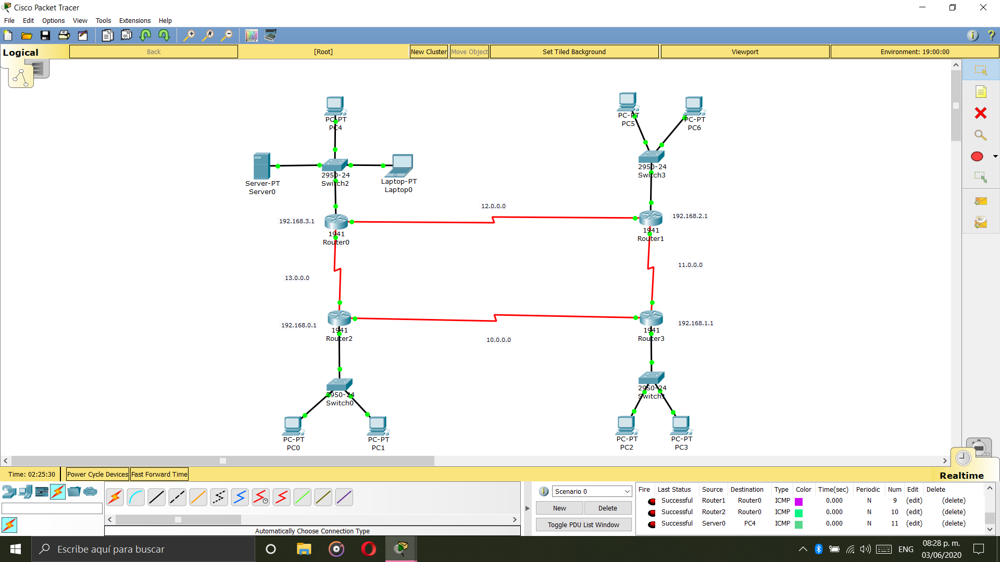 Cisco Packet Tracer
File Edit Options View Tools Extensions Help
Logical Back [Root] New Cluster Move Object Set Tiled Background Viewport Environment: 19:00:00
PC-PT
PC4
PC-PT
PC5
PC-PT
PC6
Server-PT
Server0
2950-24
Switch2
Laptop-PT
Laptop0
2950-24
Switch3
12.0.0.0
192.168.3.1
1941
Router0
192.168.2.1
1941
Router1
13.0.0.0
11.0.0.0
192.168.0.1
1941
Router2
10.0.0.0
192.168.1.1
1941
Router3
2950-24
Switch0
PC-PT
PC0
PC-PT
PC1
2950-24
Switch1
PC-PT
PC2
PC-PT
PC3
Time: 02:25:30 Power Cycle Devices Fast Forward Time
Realtime
Automatically Choose Connection Type
Scenario 0
New Delete
Toggle PDU List Window
Fire Last Status Source Destination Type Color Time(sec) Periodic Num Edit Delete
Successful Router1 Router0 ICMP 0.000 N 9 (edit) (delete)
Successful Router2 Router0 ICMP 0.000 N 10 (edit) (delete)
Successful Server0 PC4 ICMP 0.000 N 11 (edit) (delete)
Escribe aquí para buscar
ENG
08:28 p. m.
03/06/2020